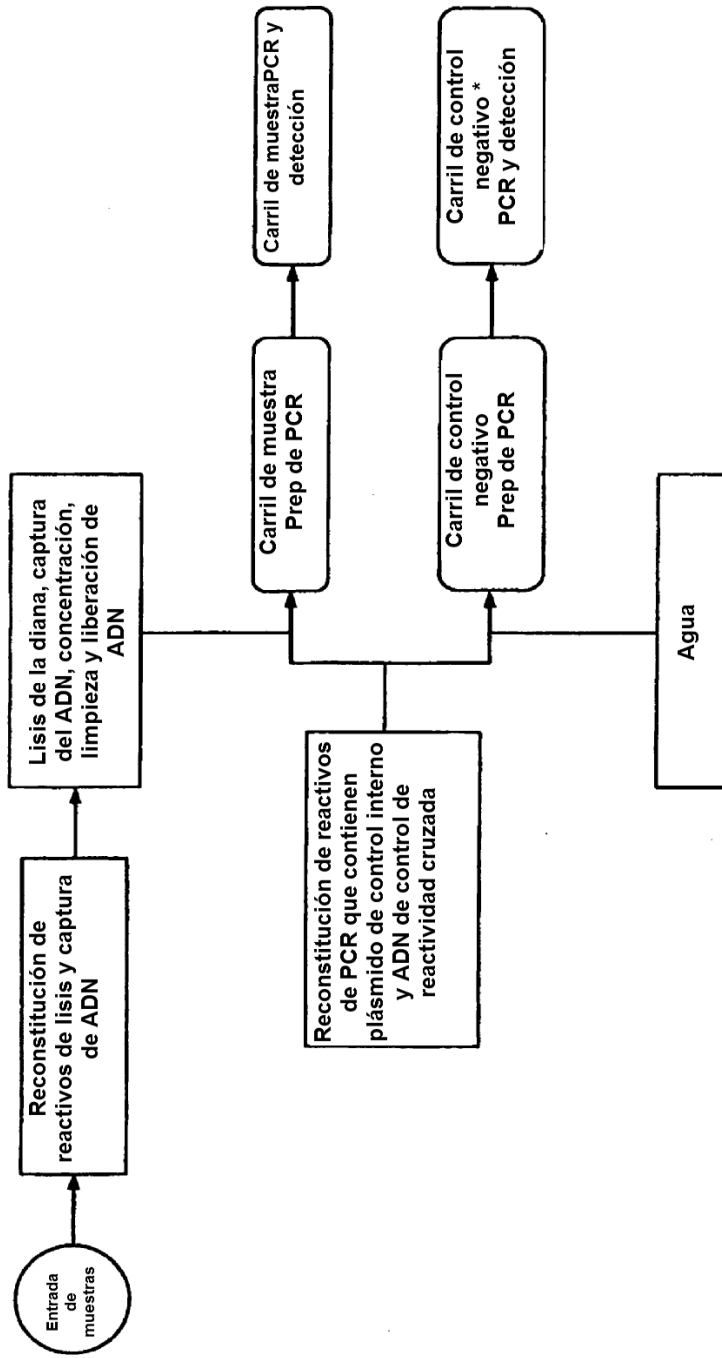 Entrada
de
muestras
Reconstitución de
reactivos de lisis y captura
de ADN
Lisis de la diana, captura
del ADN, concentración,
limpieza y liberación de
ADN
Reconstitución de reactivos
de PCR que contienen
plásmido de control interno
y ADN de control de
reactividad cruzada
Carril de muestra
Prep de PCR
Carril de muestraPCR y
detección
Carril de control
negativo
Prep de PCR
Carril de control
negativo *
PCR y detección
Agua